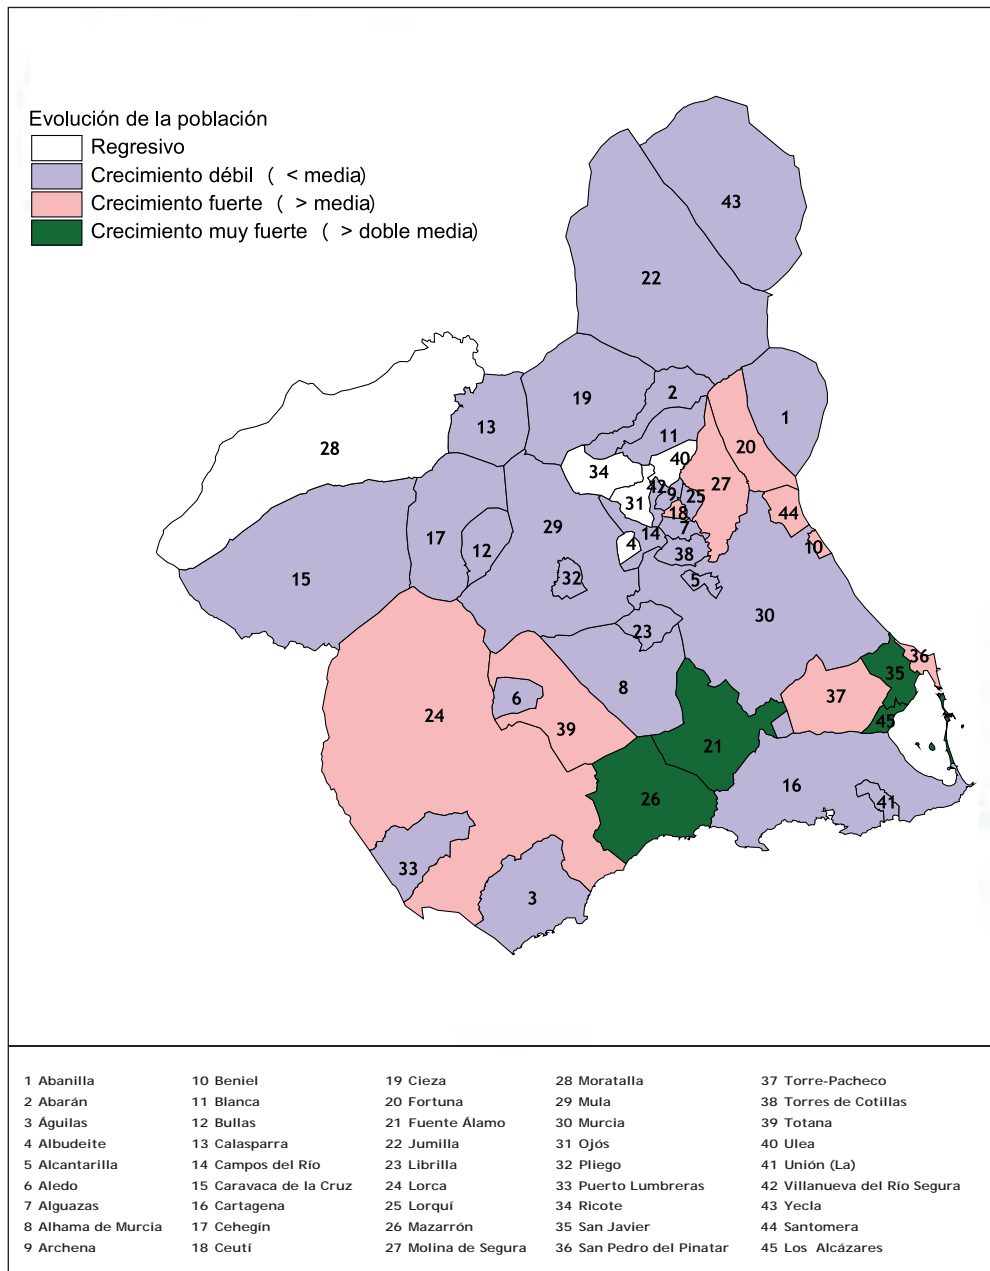 Evolución de la población
Regresivo
Crecimiento débil ( < media)
Crecimiento fuerte ( > media)
Crecimiento muy fuerte ( > doble media)
43
22
2
19
1
13
11
20
28
40
34
27
42
9
25
31
18
44
29
7
17
14
10
4
12
38
15
32
5
30
23
36
35
8
6
37
24
45
39
21
16
26
41
33
3
1 Abanilla
2 Abarán
3 Águilas
4 Albudeite
5 Alcantarilla
6 Aledo
7 Alguazas
8 Alhama de Murcia
9 Archena
10 Beniel
11 Blanca
12 Bullas
13 Calasparra
14 Campos del Río
15 Caravaca de la Cruz
16 Cartagena
17 Cehegín
18 Ceutí
19 Cieza
20 Fortuna
21 Fuente Álamo
22 Jumilla
23 Librilla
24 Lorca
25 Lorquí
26 Mazarrón
27 Molina de Segura
28 Moratalla
29 Mula
30 Murcia
31 Ojós
32 Pliego
33 Puerto Lumbreras
34 Ricote
35 San Javier
36 San Pedro del Pinatar
37 Torre-Pacheco
38 Torres de Cotillas
39 Totana
40 Ulea
41 Unión (La)
42 Villanueva del Río Segura
43 Yecla
44 Santomera
45 Los Alcázares